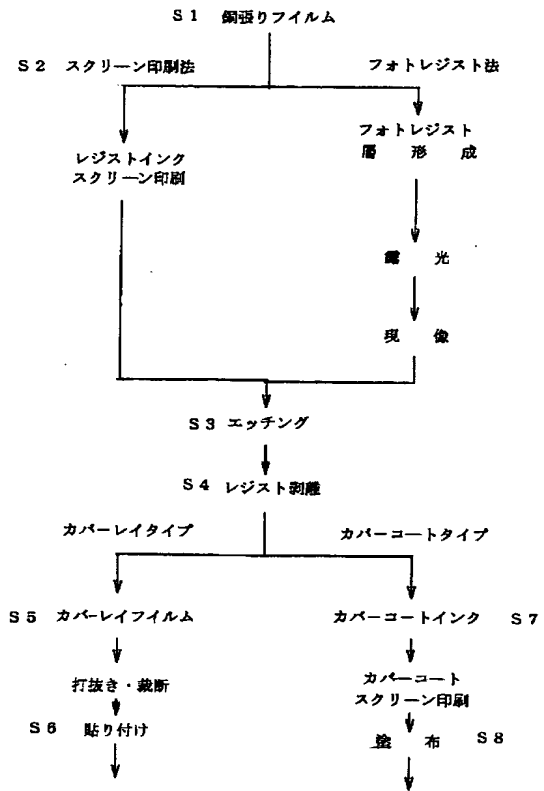 S1 銅張りフイルム
S2 スクリーン印刷法
フォトレジスト法
レジストインク
スクリーン印刷
フォトレジスト
層 形 成
露 光
現 像
S3 エッチング
S4 レジスト剥離
カバーレイタイプ
カバーコートタイプ
S5 カバーレイフイルム
カバーコートインク S7
打抜き・裁断
カバーコート
スクリーン印刷
S6 貼り付け
塗 布 S8